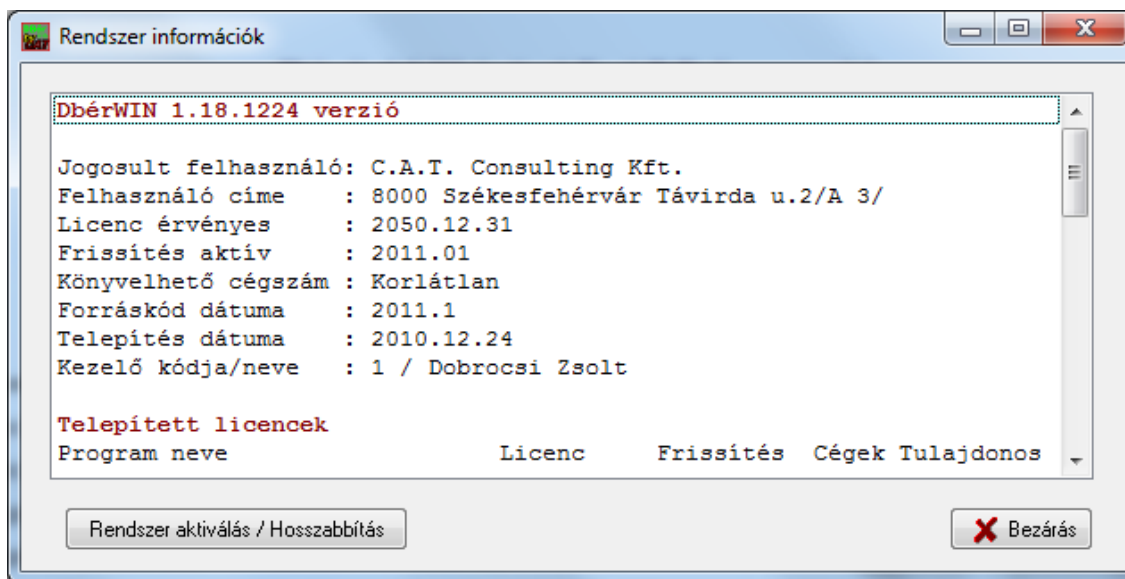 Rendszer információk
DbérWIN 1.18.1224 verzió
Jogosult felhasználó: C.A.T. Consulting Kft.
Felhasználó címe : 8000 Székesfehérvár Távirda u.2/A 3/
Licenc érvényes : 2050.12.31
Frissítés aktív : 2011.01
Könyvelhető cégszám : Korlátlan
Forráskód dátuma : 2011.1
Telepítés dátuma : 2010.12.24
Kezelő kódja/neve : 1 / Dobrocsi Zsolt
Telepített licencek
Program neve Licenc Frissítés Cégek Tulajdonos
Rendszer aktiválás / Hosszabbítás
Bezárás